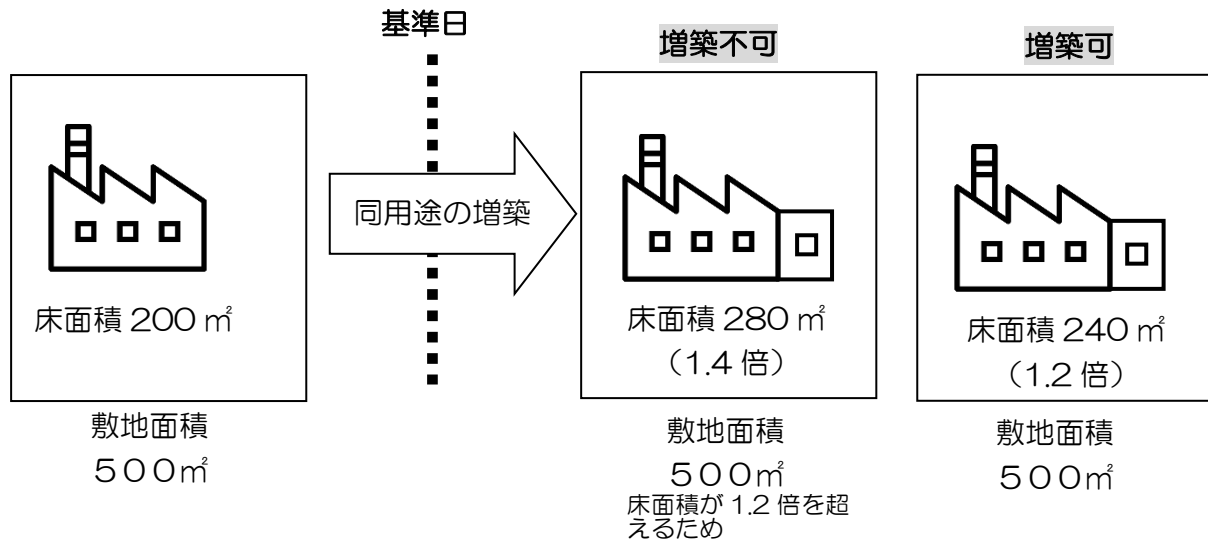 基準日
増築不可
増築可
同用途の増築
床面積 200 ㎡
床面積 280 ㎡
（1.4 倍）
床面積 240 ㎡
（1.2 倍）
敷地面積
５００㎡
敷地面積
５００㎡
床面積が 1.2 倍を超
えるため
敷地面積
５００㎡